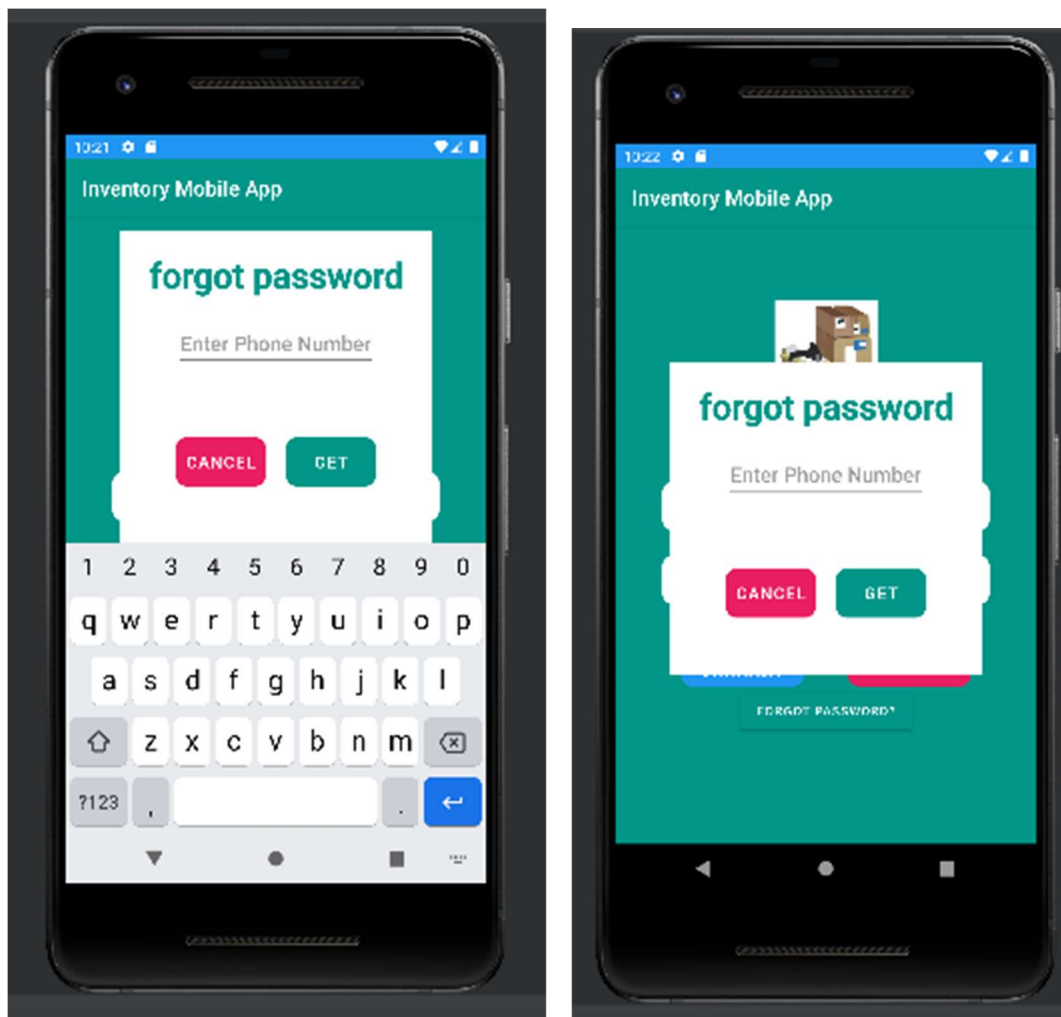 10:21
Inventory Mobile App
forgot password
Enter Phone Number
CANCEL GET
1 2 3 4 5 6 7 8 9 0
q w e r t y u i o p
a s d f g h j k l
z x c v b n m
?123 , .
10:22
Inventory Mobile App
forgot password
Enter Phone Number
CANCEL GET
FORGOT PASSWORD?